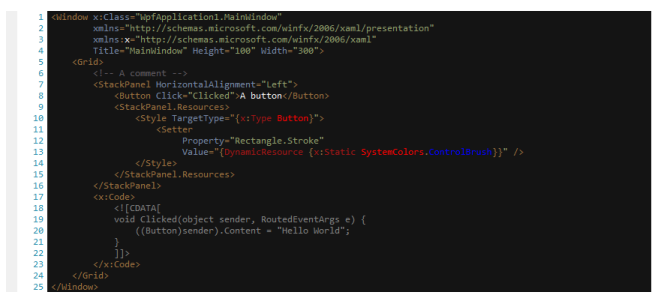 1 <Window x:Class="WpfApplication1.MainWindow"
2 xmlns="http://schemas.microsoft.com/winfx/2006/xaml/presentation"
3 xmlns:x="http://schemas.microsoft.com/winfx/2006/xaml"
4 Title="MainWindow" Height="100" Width="300">
5 <Grid>
6 <!-- A comment -->
7 <StackPanel HorizontalAlignment="Left">
8 <Button Click="Clicked">A button</Button>
9 <StackPanel.Resources>
10 <Style TargetType="{x:Type Button}">
11 <Setter
12 Property="Rectangle.Stroke"
13 Value="{DynamicResource {x:Static SystemColors.ControlBrush}}" />
14 </Style>
15 </StackPanel.Resources>
16 </StackPanel>
17 <x:Code>
18 <![CDATA[
19 void Clicked(object sender, RoutedEventArgs e) {
20 ((Button)sender).Content = "Hello World";
21 }
22 ]]>
23 </x:Code>
24 </Grid>
25 </Window>